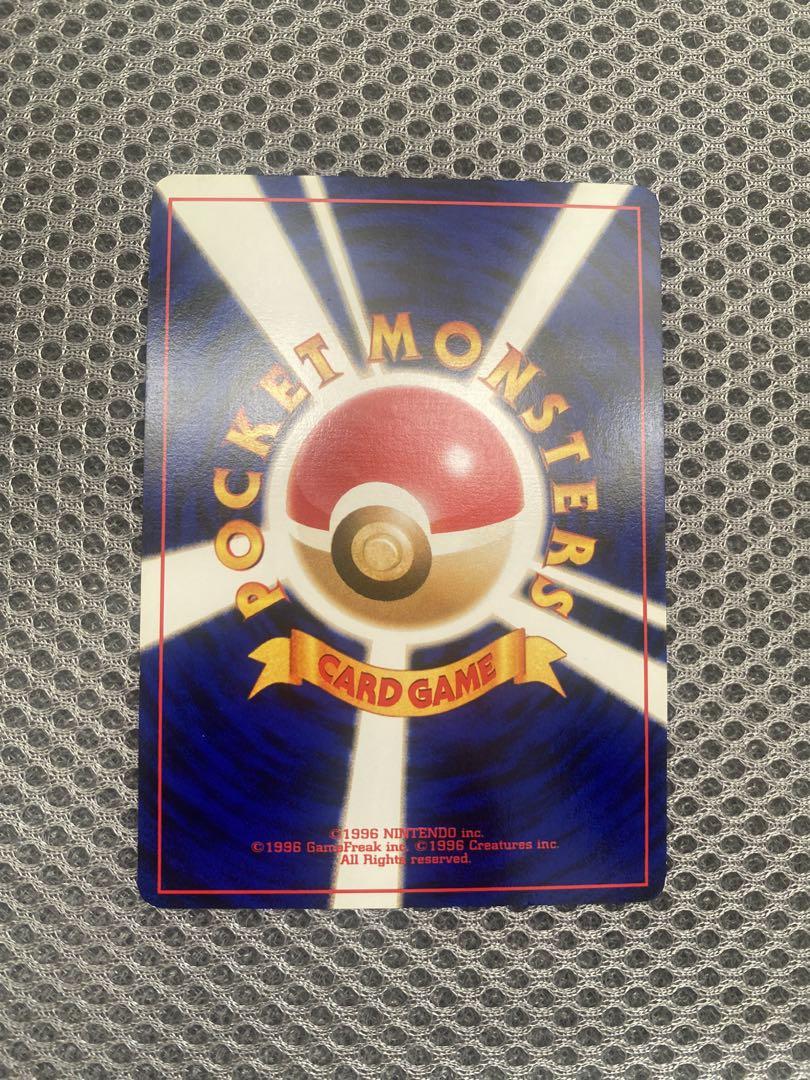 POCKET MONSTERS
CARD GAME
©1996 NINTENDO inc.
©1996 GameFreak inc. ©1996 Creatures inc.
All Rights reserved.